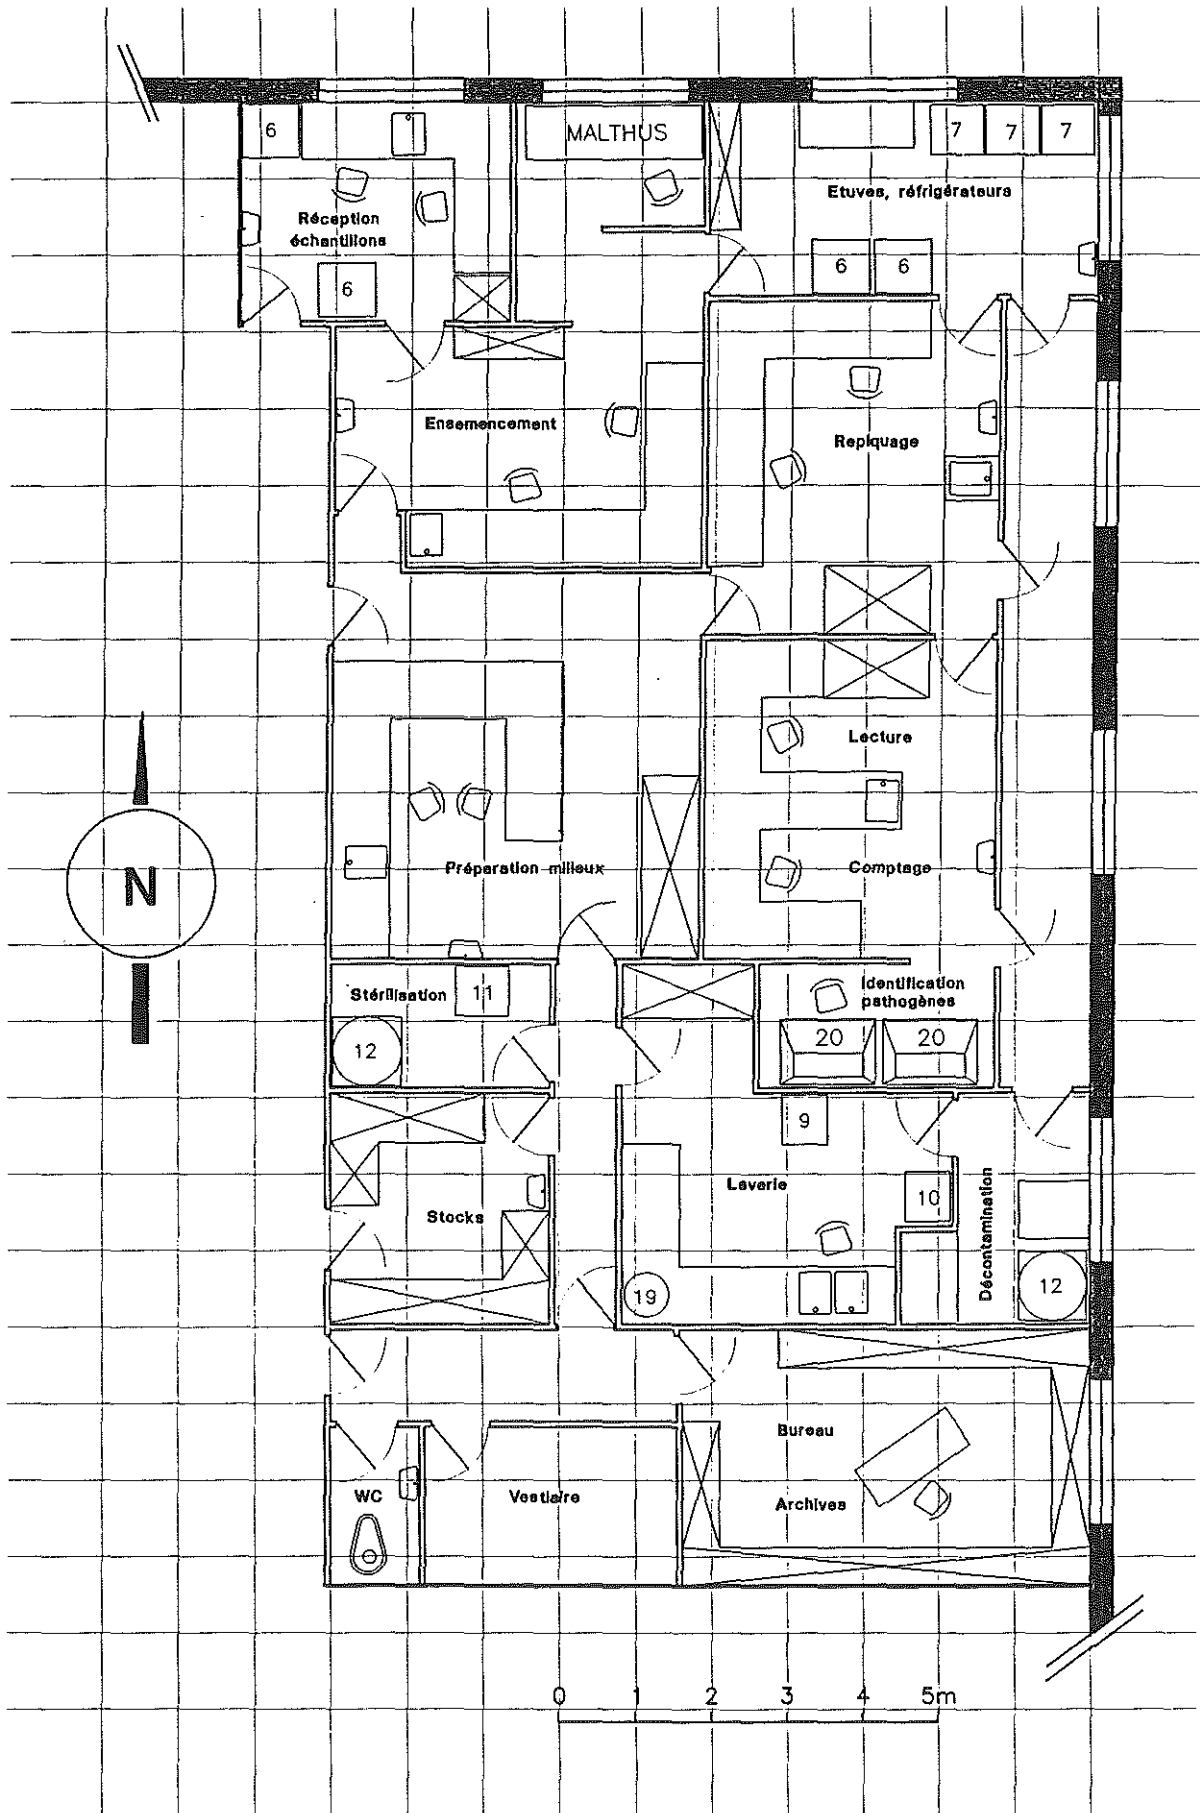 6
MALTHUS
7 7 7
Etuves, réfrigérateurs
Réception
échantillons
6
6 6
Ensemencement
Repiquage
Lecture
Préparation milieux
Comptage
N
Stérilisation 11
Identification
pathogènes
12
20 20
9
Laverie
10
Stocks
Décontamination
12
19
Bureau
WC
Vestiaire
Archives
0 1 2 3 4 5m